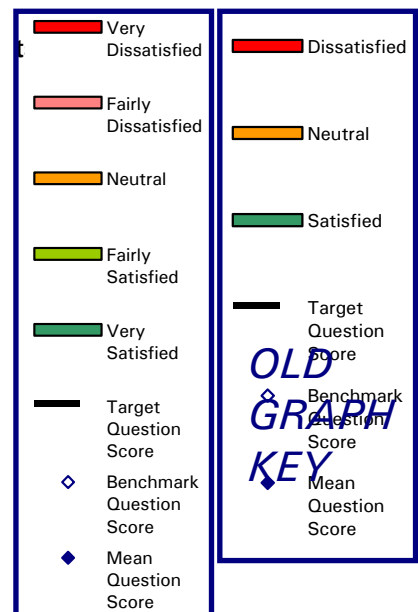 t
Very
Dissatisfied
Fairly
Dissatisfied
Neutral
Fairly
Satisfied
Very
Satisfied
Target
Question
Score
Benchmark
Question
Score
Mean
Question
Score
Dissatisfied
Neutral
Satisfied
Target
Question
Score
Benchmark
Question
Score
Mean
Question
Score
OLD
GRAPH
KEY